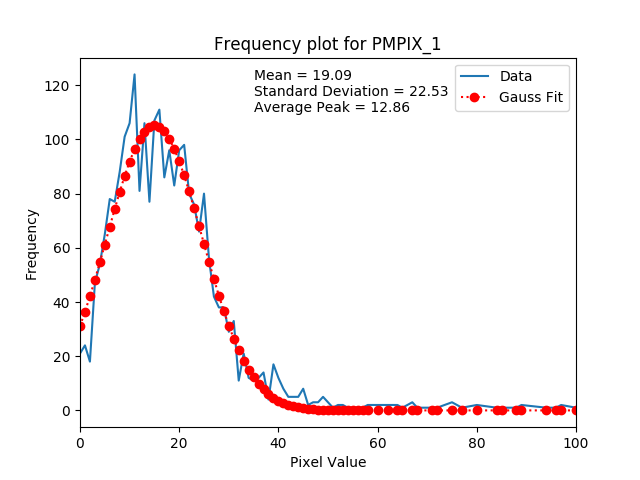 Frequency plot for PMPIX_1
Mean = 19.09
Standard Deviation = 22.53
Average Peak = 12.86
Data
Gauss Fit
Frequency
120
100
80
60
40
20
0
0 20 40 60 80 100
Pixel Value